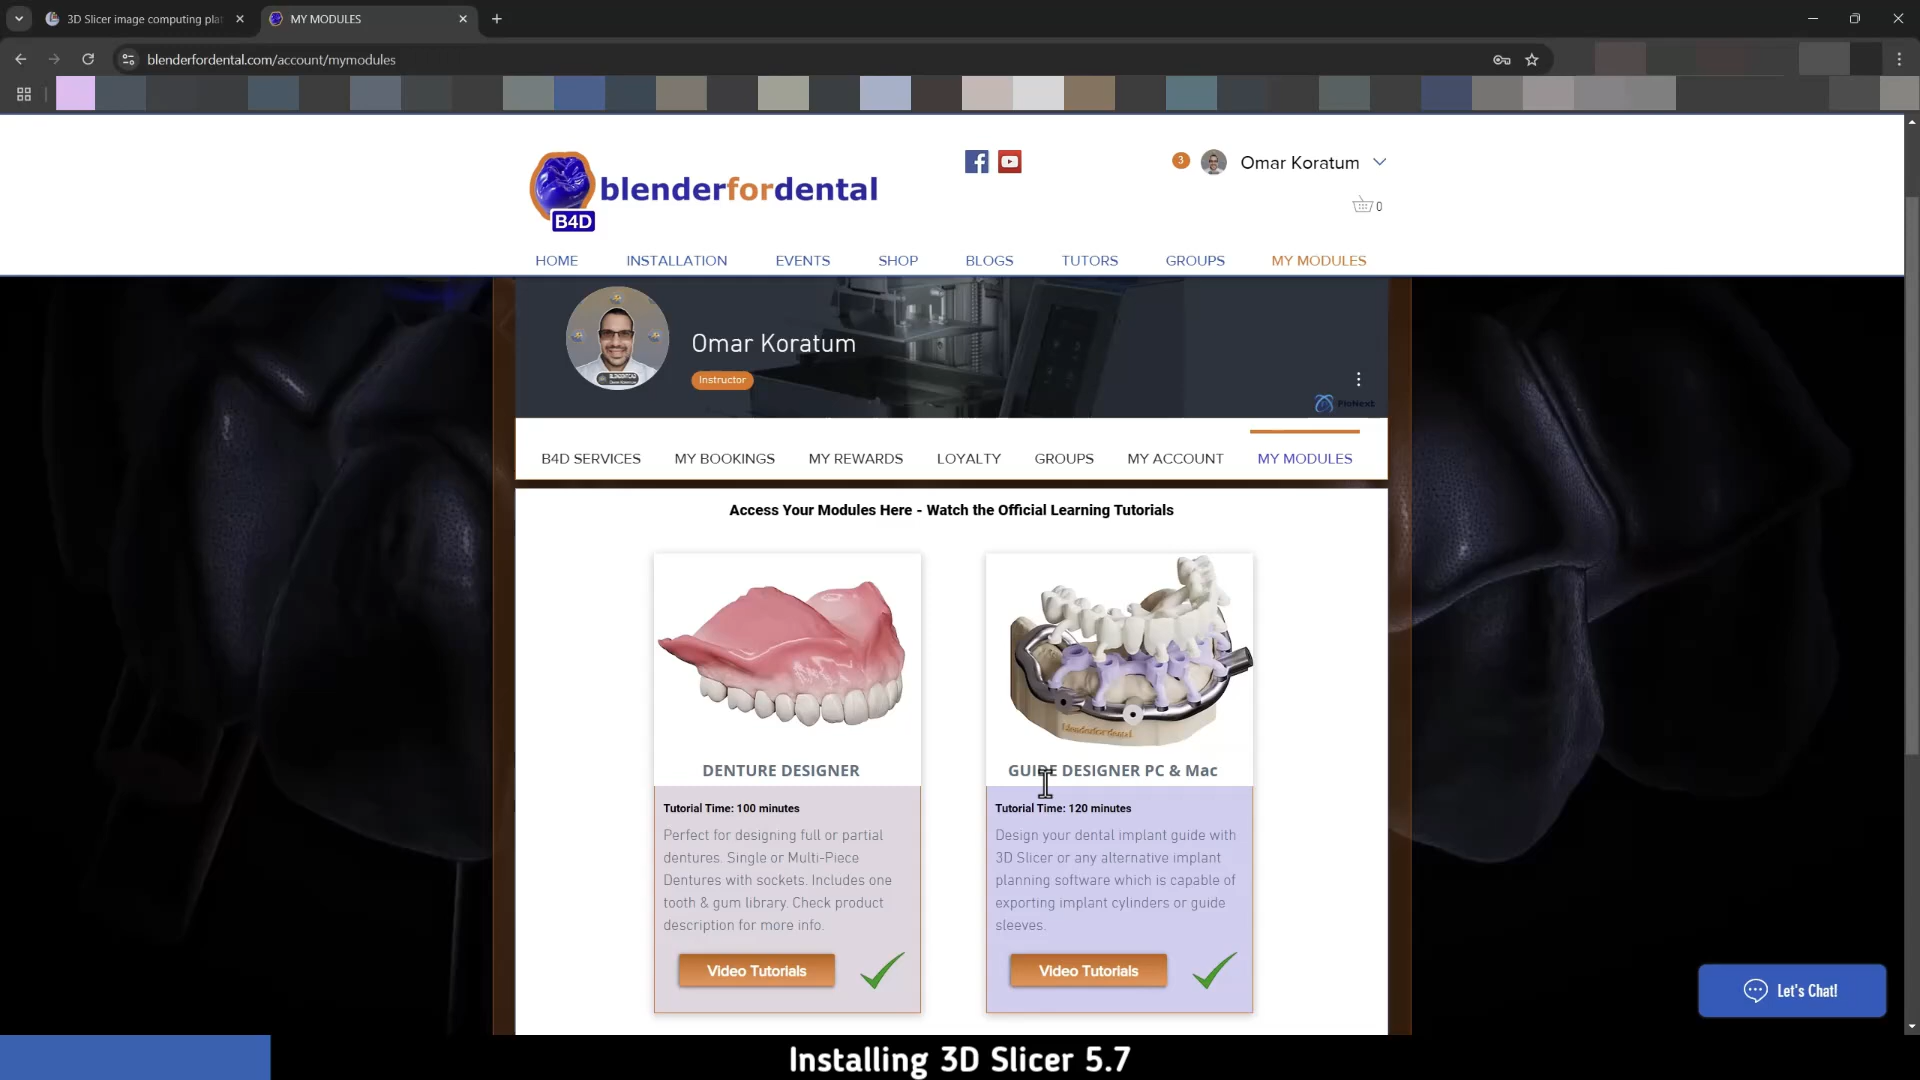 3D Slicer image computing pla
MY MODULES
blenderfordental.com/account/mymodules
blenderfordental
B4D
3
Omar Koratum
0
HOME
INSTALLATION
EVENTS
SHOP
BLOGS
TUTORS
GROUPS
MY MODULES
Omar Koratum
Instructor
PioNext
B4D SERVICES
MY BOOKINGS
MY REWARDS
LOYALTY
GROUPS
MY ACCOUNT
MY MODULES
Access Your Modules Here - Watch the Official Learning Tutorials
blenderfordental
DENTURE DESIGNER
Tutorial Time: 100 minutes
Perfect for designing full or partial
dentures. Single or Multi-Piece
Dentures with sockets. Includes one
tooth & gum library. Check product
description for more info.
Video Tutorials
GUIDE DESIGNER PC & Mac
Tutorial Time: 120 minutes
Design your dental implant guide with
3D Slicer or any alternative implant
planning software which is capable of
exporting implant cylinders or guide
sleeves.
Video Tutorials
Let's Chat!
Installing 3D Slicer 5.7